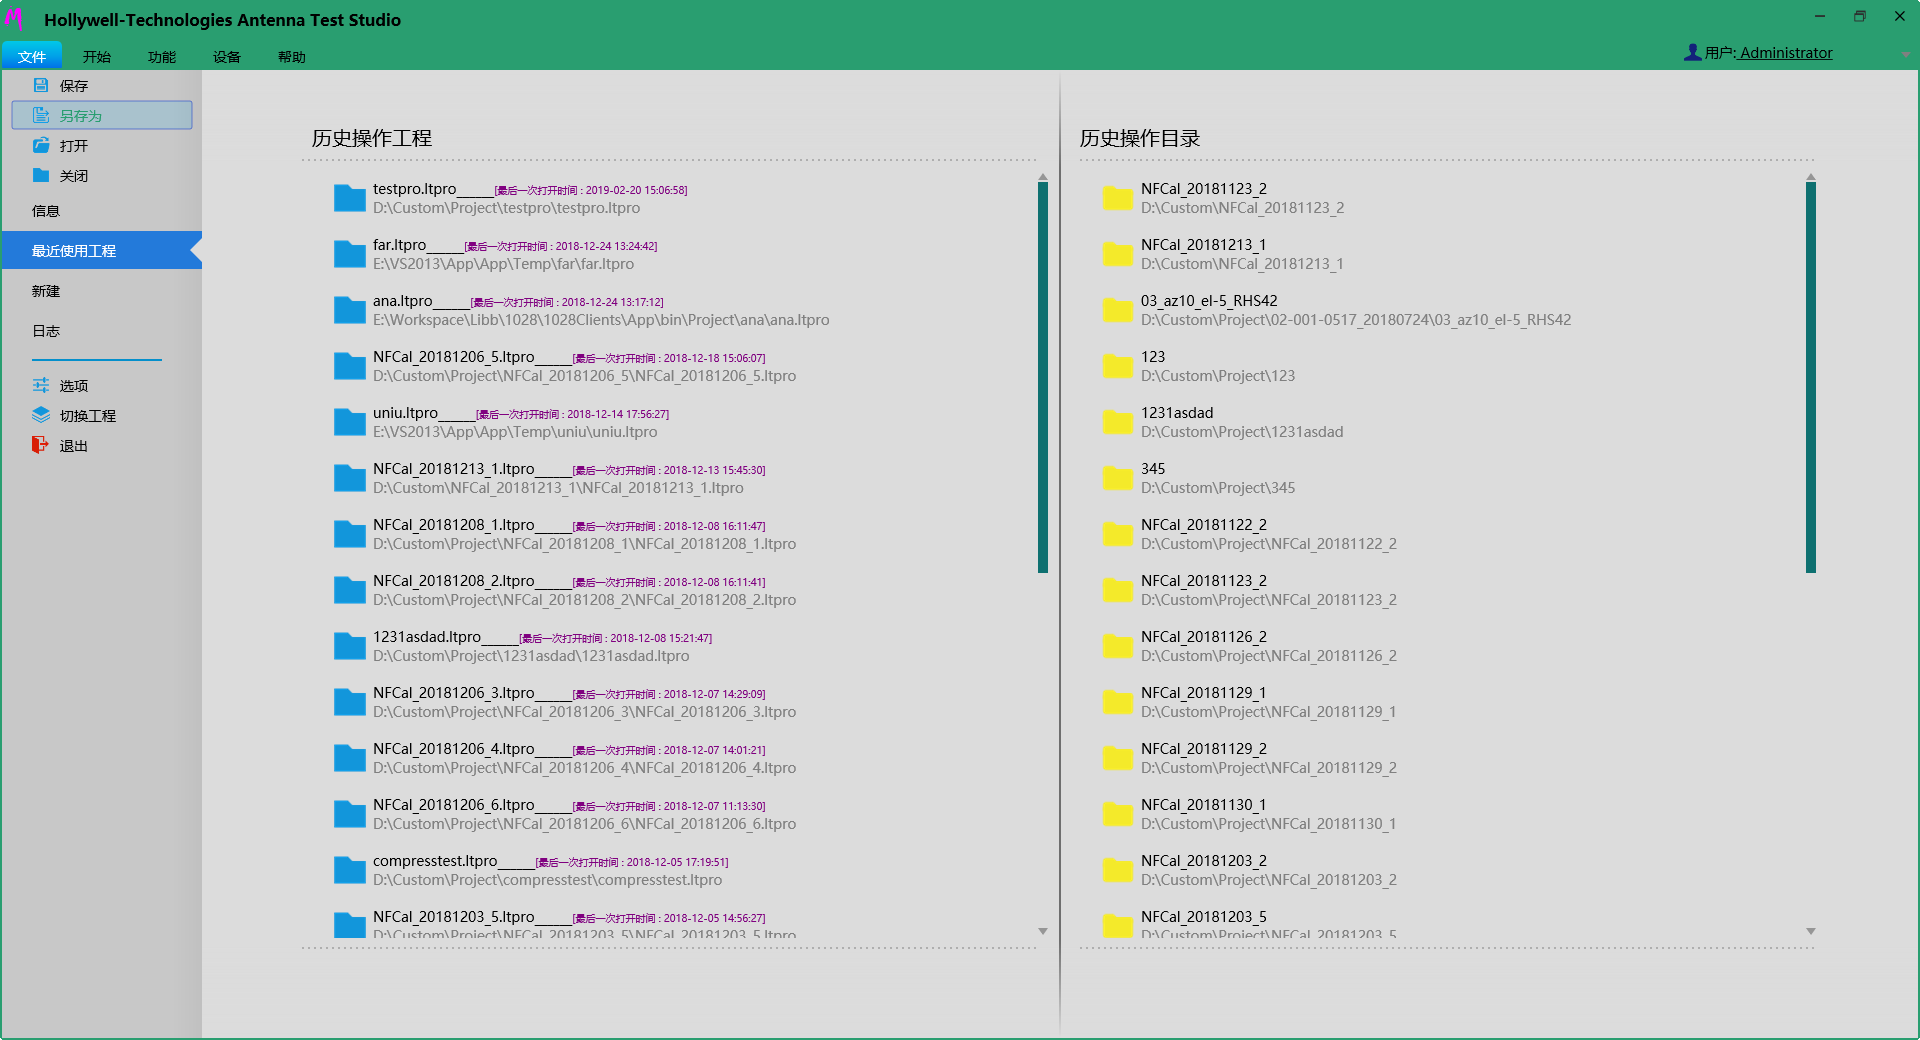 Hollywell-Technologies Antenna Test Studio
文件 开始 功能 设备 帮助
用户: Administrator
保存
另存为
打开
关闭
信息
最近使用工程
新建
日志
选项
切换工程
退出
历史操作工程
testpro.ltpro______[最后一次打开时间 : 2019-02-20 15:06:58]
D:\Custom\Project\testpro\testpro.ltpro
far.ltpro______[最后一次打开时间 : 2018-12-24 13:24:42]
E:\VS2013\App\App\Temp\far\far.ltpro
ana.ltpro______[最后一次打开时间 : 2018-12-24 13:17:12]
E:\Workspace\Libb\1028\1028Clients\App\bin\Project\ana\ana.ltpro
NFCal_20181206_5.ltpro______[最后一次打开时间 : 2018-12-18 15:06:07]
D:\Custom\Project\NFCal_20181206_5\NFCal_20181206_5.ltpro
uniu.ltpro______[最后一次打开时间 : 2018-12-14 17:56:27]
E:\VS2013\App\App\Temp\uniu\uniu.ltpro
NFCal_20181213_1.ltpro______[最后一次打开时间 : 2018-12-13 15:45:30]
D:\Custom\NFCal_20181213_1\NFCal_20181213_1.ltpro
NFCal_20181208_1.ltpro______[最后一次打开时间 : 2018-12-08 16:11:47]
D:\Custom\Project\NFCal_20181208_1\NFCal_20181208_1.ltpro
NFCal_20181208_2.ltpro______[最后一次打开时间 : 2018-12-08 16:11:41]
D:\Custom\Project\NFCal_20181208_2\NFCal_20181208_2.ltpro
1231asdad.ltpro______[最后一次打开时间 : 2018-12-08 15:21:47]
D:\Custom\Project\1231asdad\1231asdad.ltpro
NFCal_20181206_3.ltpro______[最后一次打开时间 : 2018-12-07 14:29:09]
D:\Custom\Project\NFCal_20181206_3\NFCal_20181206_3.ltpro
NFCal_20181206_4.ltpro______[最后一次打开时间 : 2018-12-07 14:01:21]
D:\Custom\Project\NFCal_20181206_4\NFCal_20181206_4.ltpro
NFCal_20181206_6.ltpro______[最后一次打开时间 : 2018-12-07 11:13:30]
D:\Custom\Project\NFCal_20181206_6\NFCal_20181206_6.ltpro
compresstest.ltpro______[最后一次打开时间 : 2018-12-05 17:19:51]
D:\Custom\Project\compresstest\compresstest.ltpro
NFCal_20181203_5.ltpro______[最后一次打开时间 : 2018-12-05 14:56:27]
D:\Custom\Project\NFCal_20181203_5\NFCal_20181203_5.ltpro
历史操作目录
NFCal_20181123_2
D:\Custom\NFCal_20181123_2
NFCal_20181213_1
D:\Custom\NFCal_20181213_1
03_az10_el-5_RHS42
D:\Custom\Project\02-001-0517_20180724\03_az10_el-5_RHS42
123
D:\Custom\Project\123
1231asdad
D:\Custom\Project\1231asdad
345
D:\Custom\Project\345
NFCal_20181122_2
D:\Custom\Project\NFCal_20181122_2
NFCal_20181123_2
D:\Custom\Project\NFCal_20181123_2
NFCal_20181126_2
D:\Custom\Project\NFCal_20181126_2
NFCal_20181129_1
D:\Custom\Project\NFCal_20181129_1
NFCal_20181129_2
D:\Custom\Project\NFCal_20181129_2
NFCal_20181130_1
D:\Custom\Project\NFCal_20181130_1
NFCal_20181203_2
D:\Custom\Project\NFCal_20181203_2
NFCal_20181203_5
D:\Custom\Project\NFCal_20181203_5